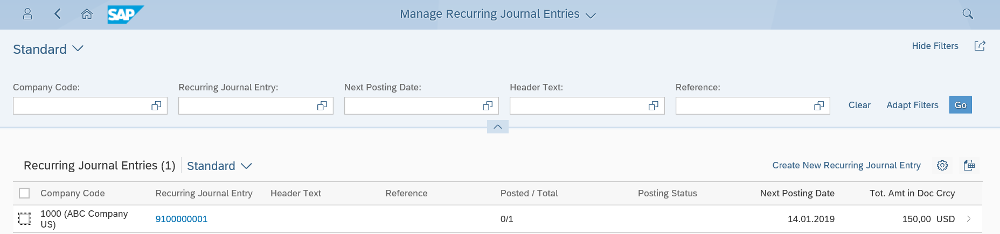 SAP
Manage Recurring Journal Entries
Standard
Hide Filters
Company Code:
Recurring Journal Entry:
Next Posting Date:
Header Text:
Reference:
Clear
Adapt Filters
Go
Recurring Journal Entries (1)
Standard
Create New Recurring Journal Entry
Company Code
Recurring Journal Entry
Header Text
Reference
Posted / Total
Posting Status
Next Posting Date
Tot. Amt in Doc Crcy
1000 (ABC Company
US)
9100000001
0/1
14.01.2019
150,00 USD